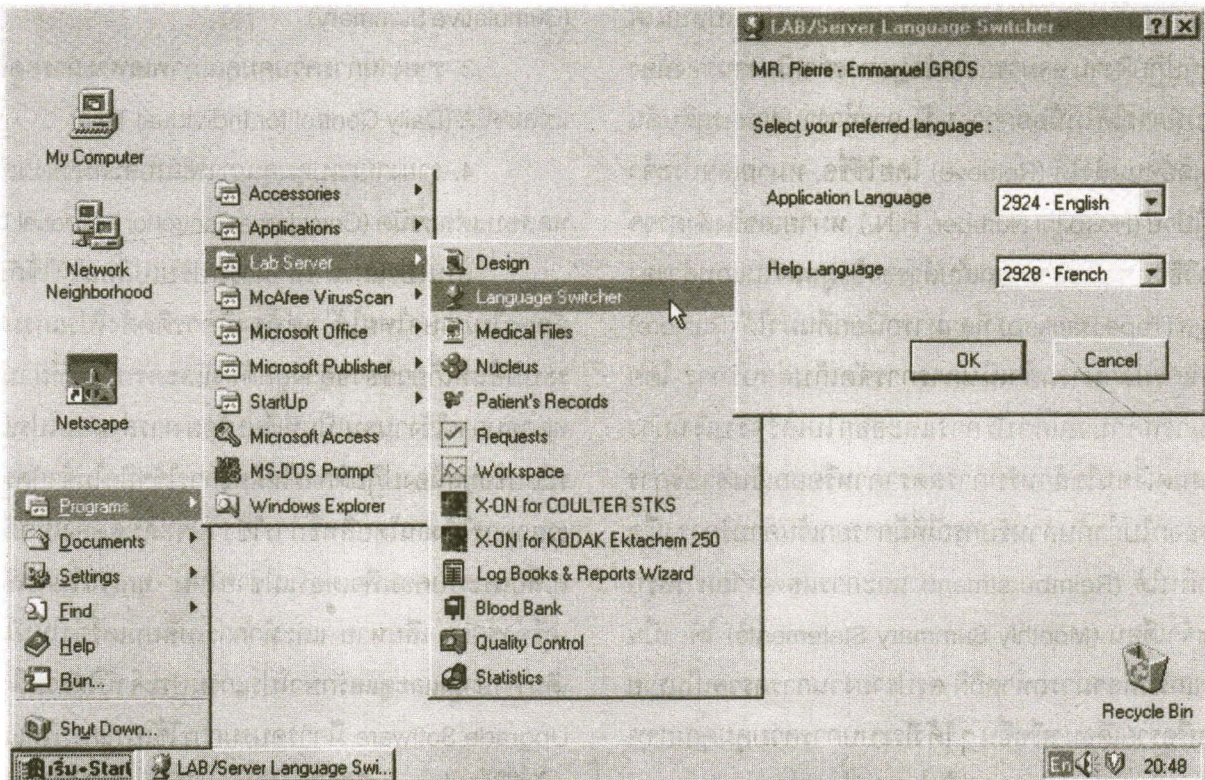 My Computer
Network
Neighborhood
Netscape
Programs
Documents
Settings
Find
Help
Run...
Shut Down...
Accessories
Applications
Lab Server
McAfee VirusScan
Microsoft Office
Microsoft Publisher
StartUp
Microsoft Access
MS-DOS Prompt
Windows Explorer
Design
Language Switcher
Medical Files
Nucleus
Patient's Records
Requests
Workspace
X-ON for COULTER STKS
X-ON for KODAK Ektachem 250
Log Books & Reports Wizard
Blood Bank
Quality Control
Statistics
LAB/Server Language Switcher
MR. Pierre - Emmanuel GROS
Select your preferred language :
Application Language 2924 - English
Help Language 2928 - French
OK Cancel
Recycle Bin
เริ่ม-Start LAB/Server Language Swi... En 20:48